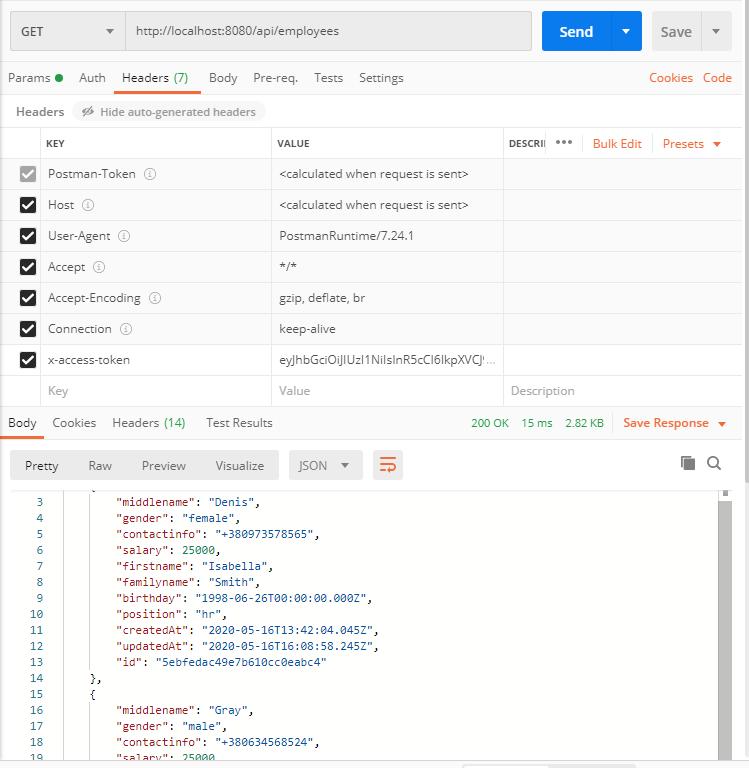 GET http://localhost:8080/api/employees Send Save
Params Auth Headers (7) Body Pre-req. Tests Settings Cookies Code
Headers Hide auto-generated headers
KEY VALUE DESCRI ••• Bulk Edit Presets
Postman-Token <calculated when request is sent>
Host <calculated when request is sent>
User-Agent PostmanRuntime/7.24.1
Accept */*
Accept-Encoding gzip, deflate, br
Connection keep-alive
x-access-token
Key Value Description
Body Cookies Headers (14) Test Results 200 OK 15 ms 2.82 KB Save Response
Pretty Raw Preview Visualize JSON
3 "middlename": "Denis",
4 "gender": "female",
5 "contactinfo": "+380973578565",
6 "salary": 25000,
7 "firstname": "Isabella",
8 "familyname": "Smith",
9 "birthday": "1998-06-26T00:00:00.000Z",
10 "position": "hr",
11 "createdAt": "2020-05-16T13:42:04.045Z",
12 "updatedAt": "2020-05-16T16:08:58.245Z",
13 "id": "5ebfedac49e7b610cc0eabc4"
14 },
15 {
16 "middlename": "Gray",
17 "gender": "male",
18 "contactinfo": "+380634568524",
19 "salary": 25000